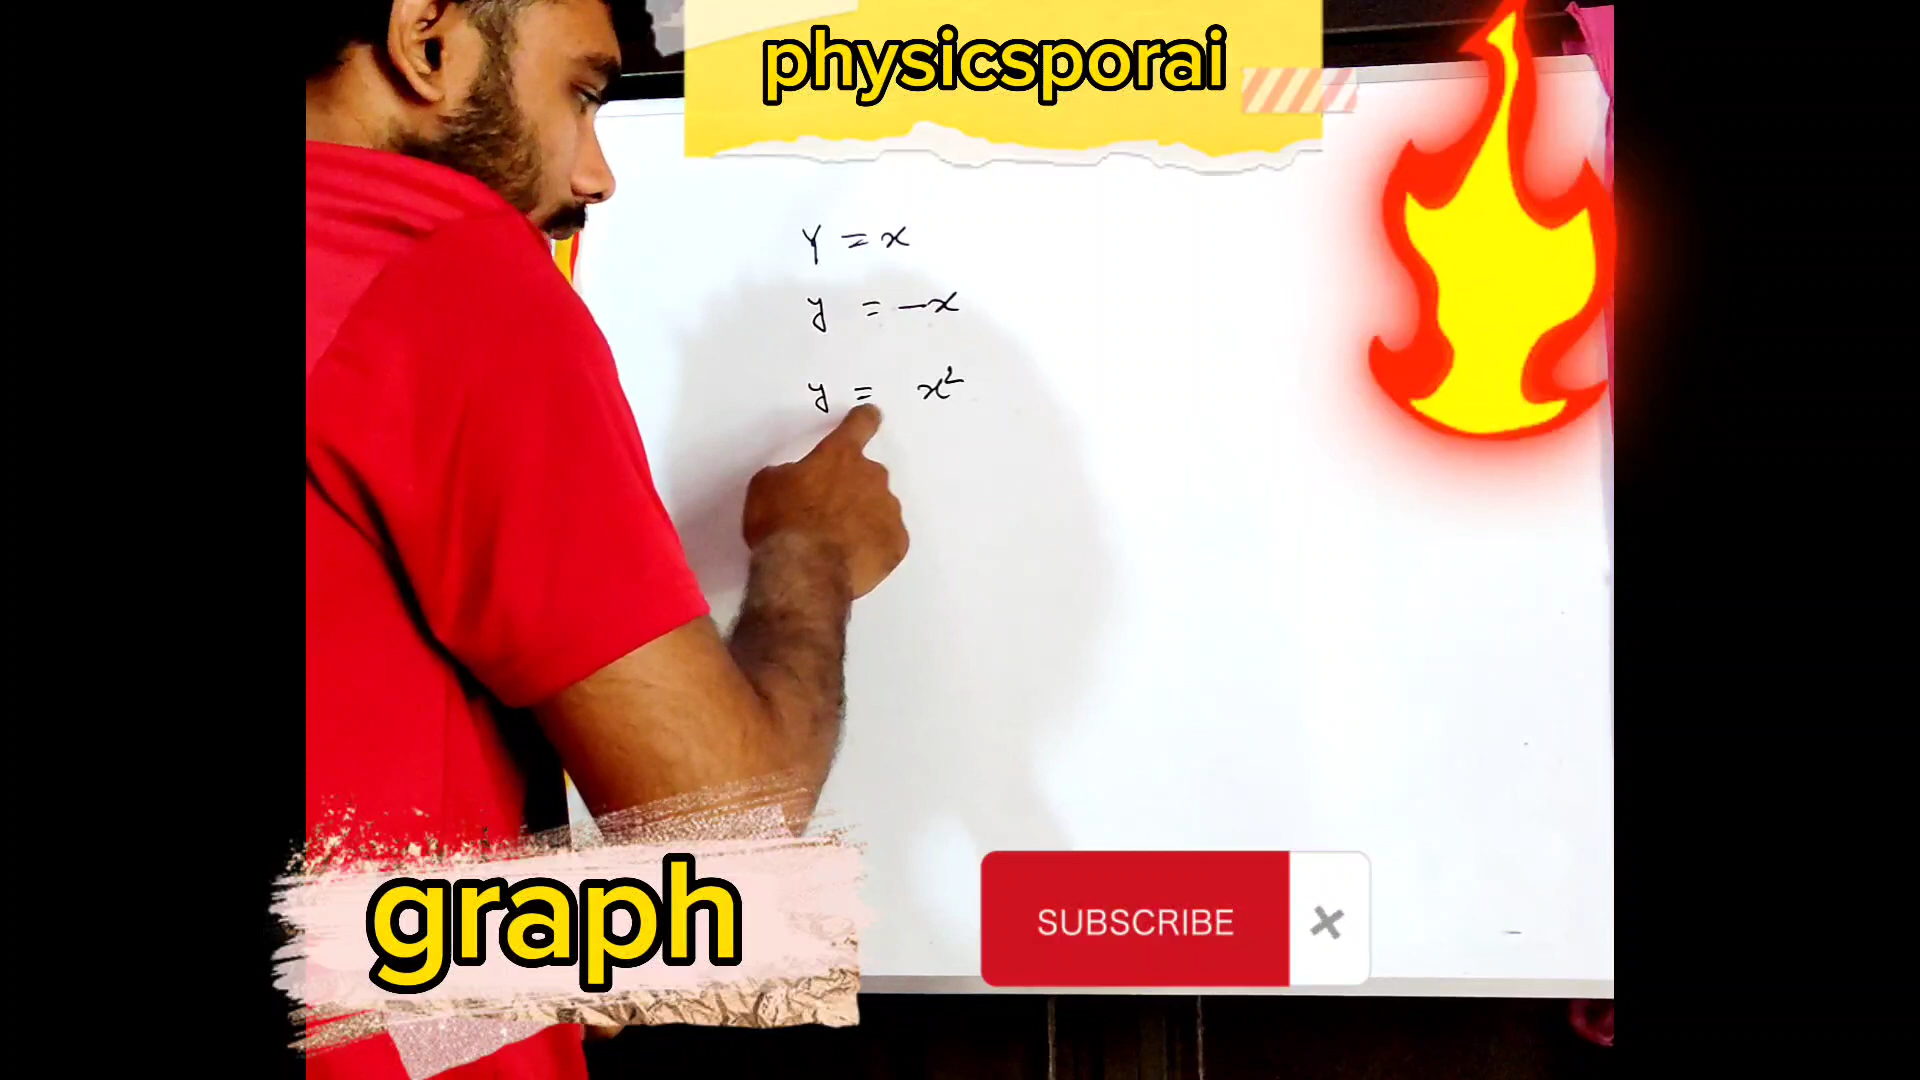 physicsporai
Y = x
y = -x
y = x²
graph
SUBSCRIBE